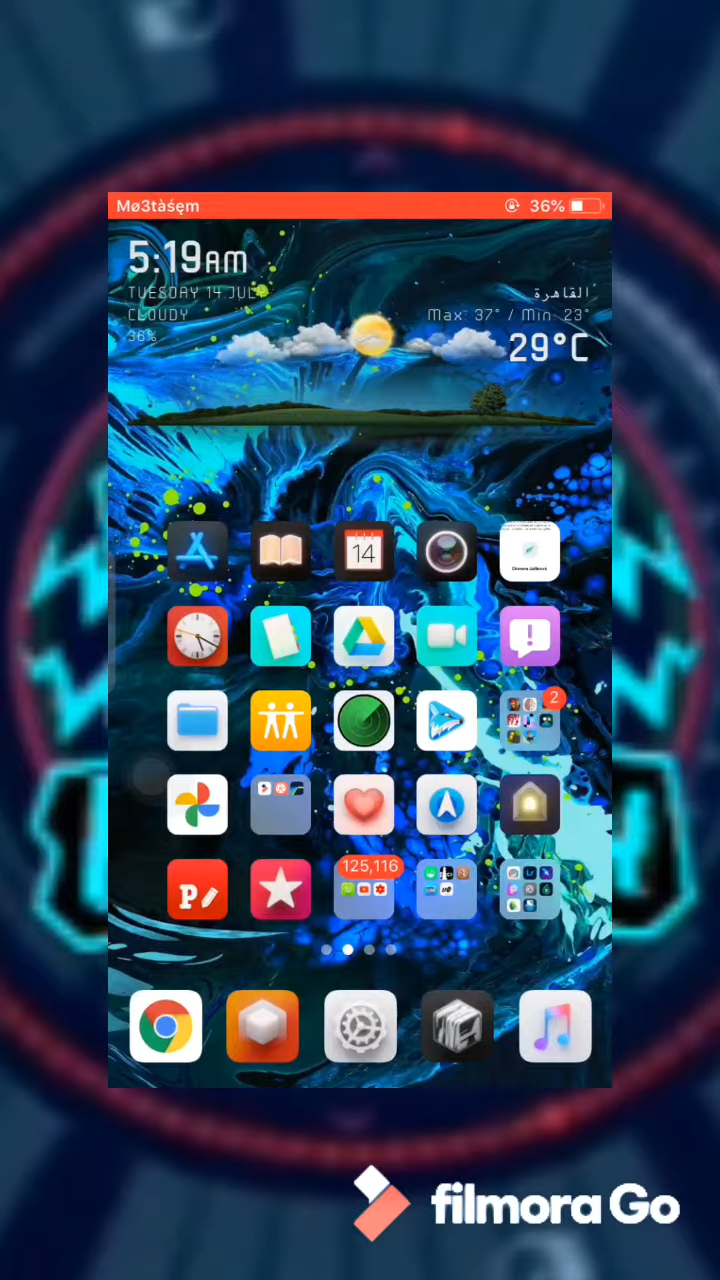 Mø3tàśęm
36%
5:19AM
TUESDAY 14 JULY
CLOUDY
36%
القاهرة
Max: 37° / Min: 23°
29°C
14
2
125,116
filmora Go